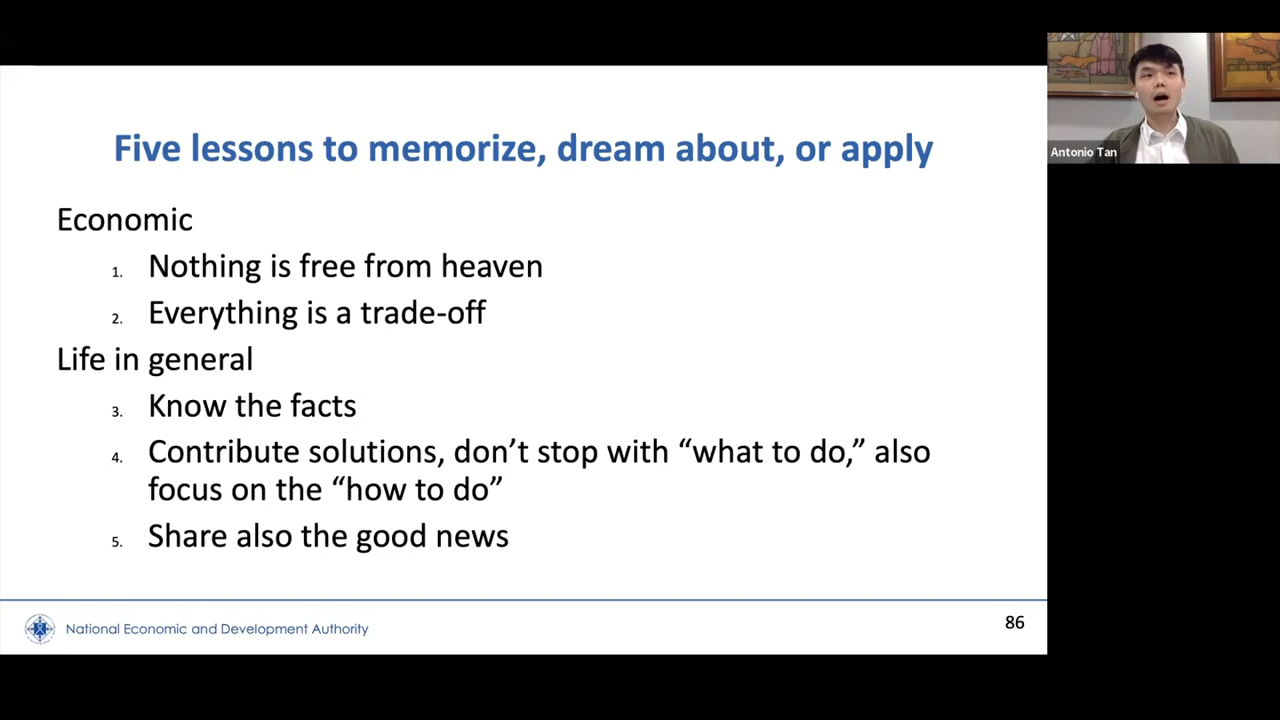 Five lessons to memorize, dream about, or apply
Economic
1. Nothing is free from heaven
2. Everything is a trade-off
Life in general
3. Know the facts
4. Contribute solutions, don’t stop with “what to do,” also
focus on the “how to do”
5. Share also the good news
National Economic and Development Authority
86
Antonio Tan